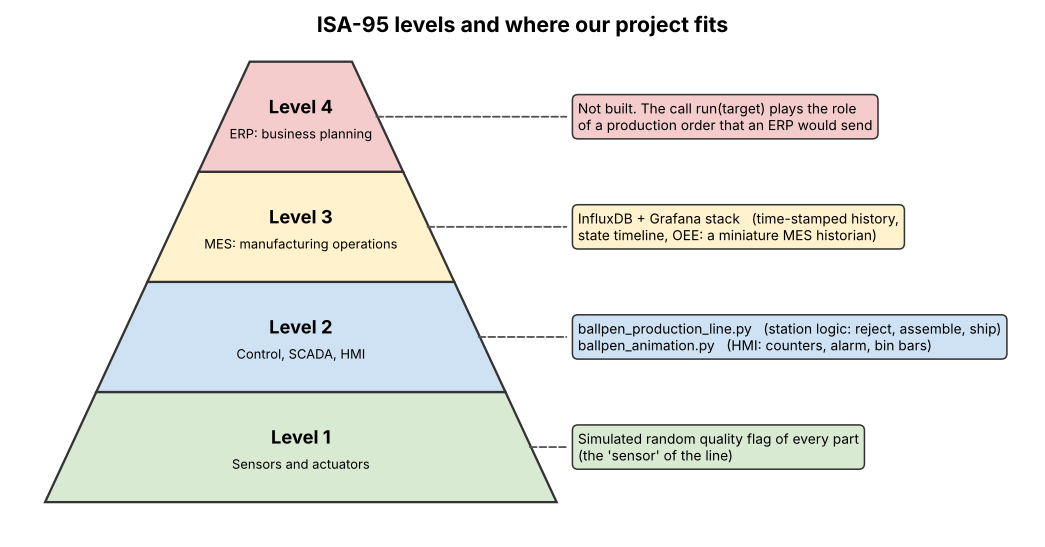 ISA-95 levels and where our project fits
Level 4
ERP: business planning
Not built. The call run(target) plays the role
of a production order that an ERP would send
Level 3
MES: manufacturing operations
InfluxDB + Grafana stack   (time-stamped history,
state timeline, OEE: a miniature MES historian)
Level 2
Control, SCADA, HMI
ballpen_production_line.py   (station logic: reject, assemble, ship)
ballpen_animation.py   (HMI: counters, alarm, bin bars)
Level 1
Sensors and actuators
Simulated random quality flag of every part
(the 'sensor' of the line)